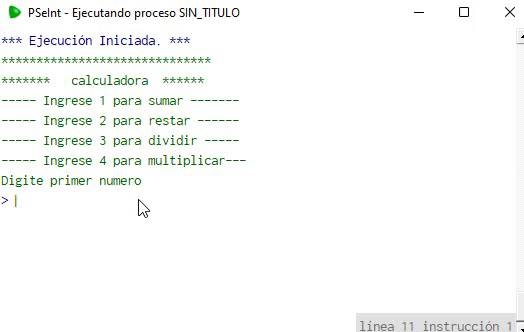 PSeInt - Ejecutando proceso SIN_TITULO
*** Ejecución Iniciada. ***
******************************
*******   calculadora  ******
----- Ingrese 1 para sumar -------
----- Ingrese 2 para restar ------
----- Ingrese 3 para dividir -----
----- Ingrese 4 para multiplicar---
Digite primer numero
> |
línea 11 instrucción 1